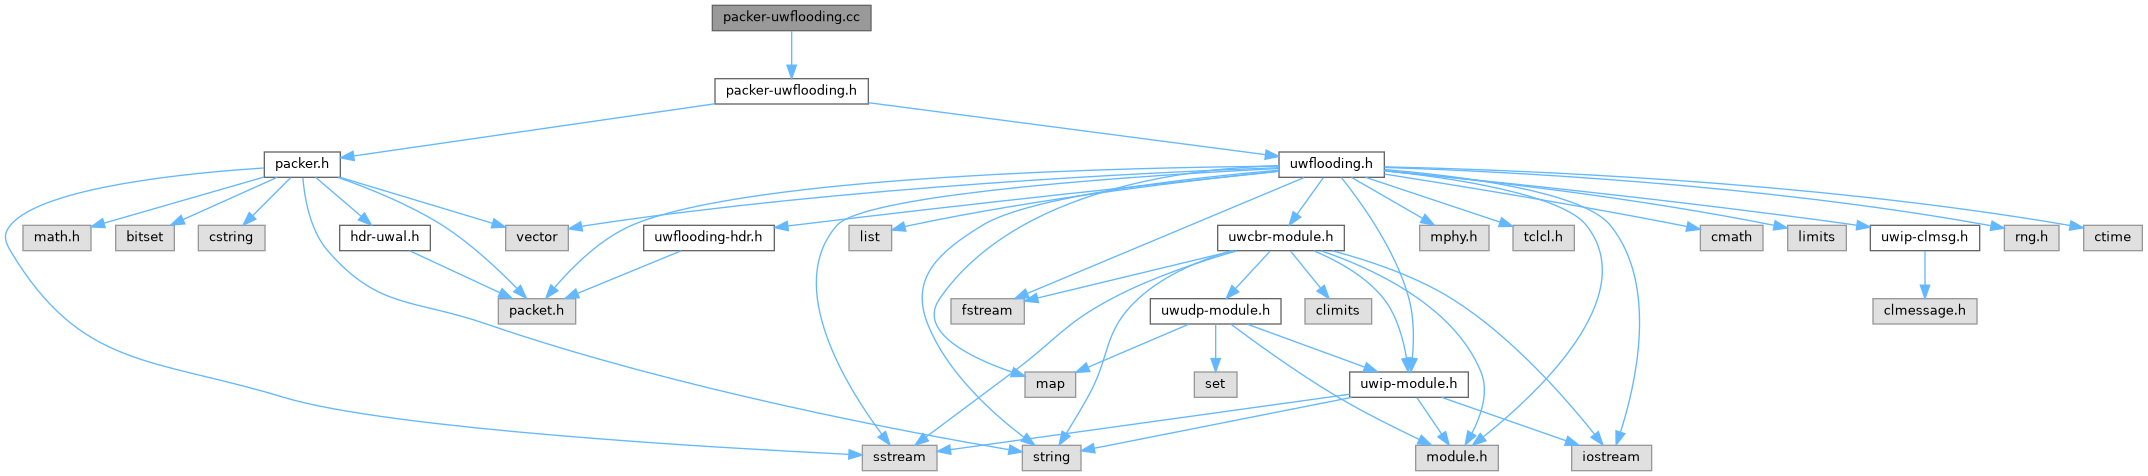 packer-uwflooding.cc
packer-uwflooding.h
packer.h
uwflooding.h
math.h
bitset
cstring
hdr-uwal.h
vector
uwflooding-hdr.h
list
uwcbr-module.h
mphy.h
tclcl.h
cmath
limits
uwip-clmsg.h
rng.h
ctime
packet.h
fstream
uwudp-module.h
climits
clmessage.h
map
set
uwip-module.h
sstream
string
module.h
iostream